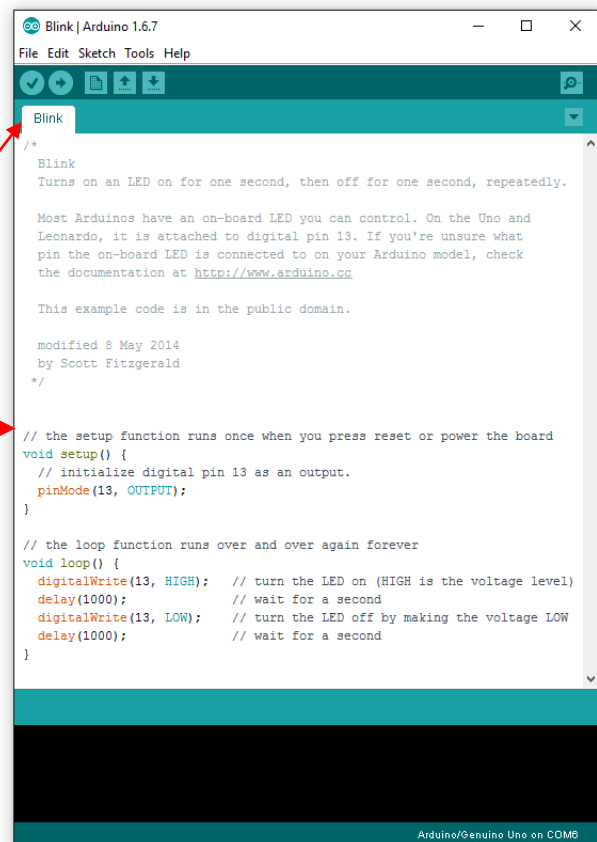 Blink | Arduino 1.6.7
File Edit Sketch Tools Help
Blink
/*
  Blink
  Turns on an LED on for one second, then off for one second, repeatedly.

  Most Arduinos have an on-board LED you can control. On the Uno and
  Leonardo, it is attached to digital pin 13. If you're unsure what
  pin the on-board LED is connected to on your Arduino model, check
  the documentation at http://www.arduino.cc

  This example code is in the public domain.

  modified 8 May 2014
  by Scott Fitzgerald
 */

// the setup function runs once when you press reset or power the board
void setup() {
  // initialize digital pin 13 as an output.
  pinMode(13, OUTPUT);
}

// the loop function runs over and over again forever
void loop() {
  digitalWrite(13, HIGH);   // turn the LED on (HIGH is the voltage level)
  delay(1000);              // wait for a second
  digitalWrite(13, LOW);    // turn the LED off by making the voltage LOW
  delay(1000);              // wait for a second
}
Arduino/Genuino Uno on COM6